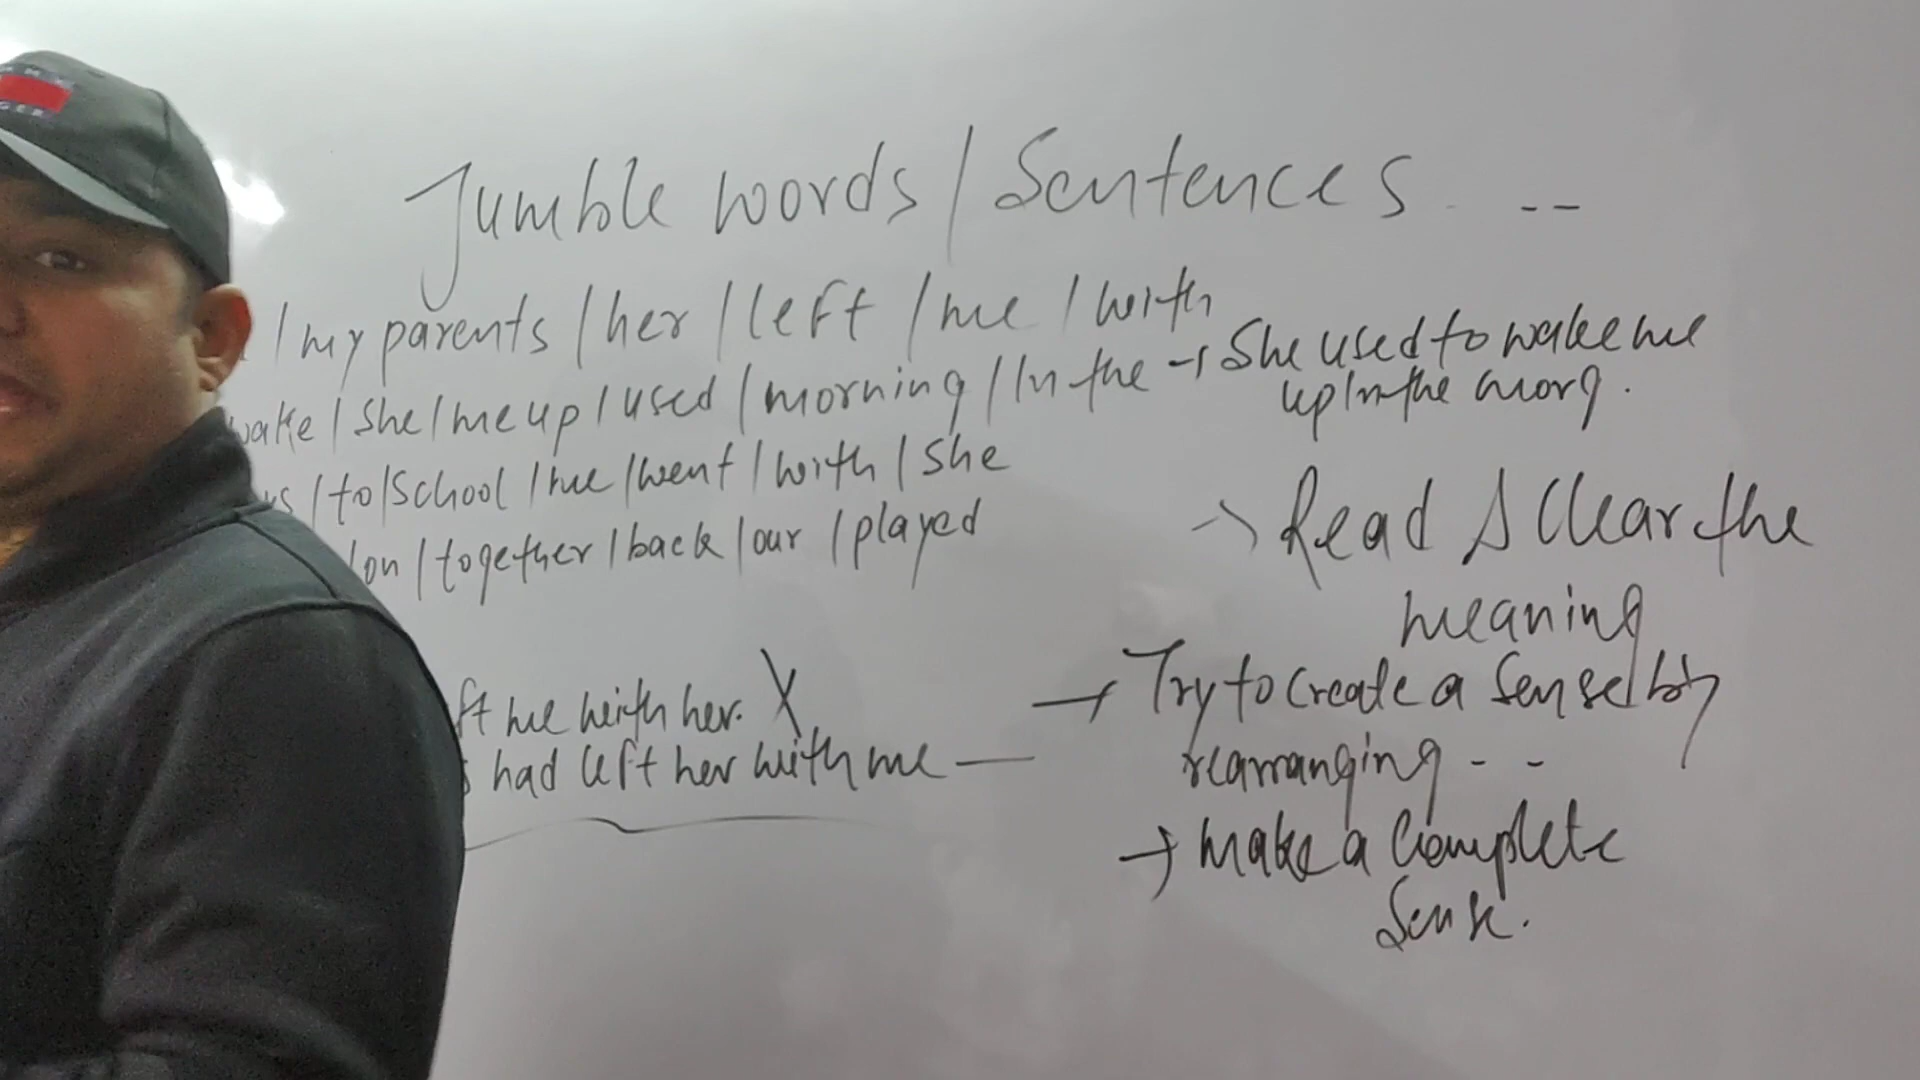 Jumble words / Sentences . --
/ my parents / her / left / me / with
wake / She / me up / used / morning / In the → She used to wake me
up In the morg.
/ to / School / me / went / with / She
/ on / together / back / our / played
→ Read & Clear the
meaning
me with her. X
had left her with me —
→ Try to create a Sense by
rearranging - -
→ make a Complete
Sense.